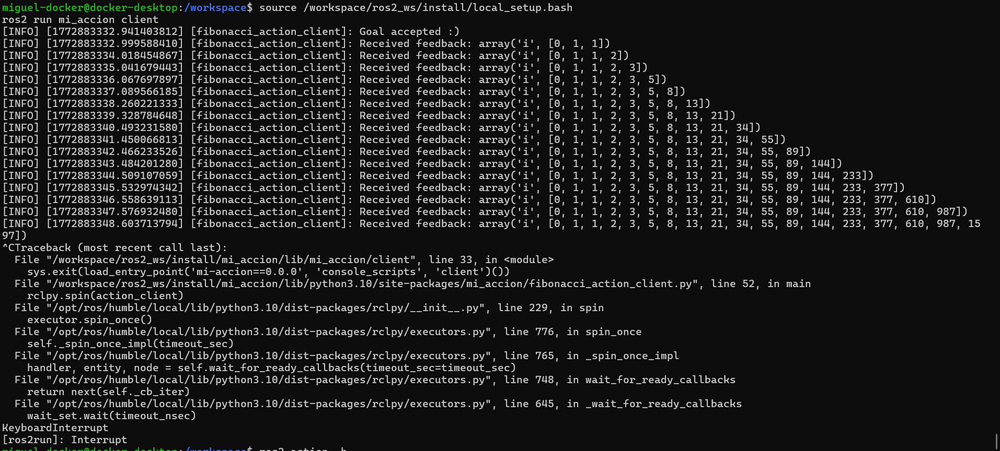 miguel-docker@docker-desktop:/workspace$ source /workspace/ros2_ws/install/local_setup.bash
ros2 run mi_accion client
[INFO] [1772883332.941403812] [fibonacci_action_client]: Goal accepted :)
[INFO] [1772883332.999588410] [fibonacci_action_client]: Received feedback: array('i', [0, 1, 1])
[INFO] [1772883334.018454867] [fibonacci_action_client]: Received feedback: array('i', [0, 1, 1, 2])
[INFO] [1772883335.041679443] [fibonacci_action_client]: Received feedback: array('i', [0, 1, 1, 2, 3])
[INFO] [1772883336.067697897] [fibonacci_action_client]: Received feedback: array('i', [0, 1, 1, 2, 3, 5])
[INFO] [1772883337.089566185] [fibonacci_action_client]: Received feedback: array('i', [0, 1, 1, 2, 3, 5, 8])
[INFO] [1772883338.260221333] [fibonacci_action_client]: Received feedback: array('i', [0, 1, 1, 2, 3, 5, 8, 13])
[INFO] [1772883339.328784648] [fibonacci_action_client]: Received feedback: array('i', [0, 1, 1, 2, 3, 5, 8, 13, 21])
[INFO] [1772883340.493231580] [fibonacci_action_client]: Received feedback: array('i', [0, 1, 1, 2, 3, 5, 8, 13, 21, 34])
[INFO] [1772883341.450066813] [fibonacci_action_client]: Received feedback: array('i', [0, 1, 1, 2, 3, 5, 8, 13, 21, 34, 55])
[INFO] [1772883342.466233526] [fibonacci_action_client]: Received feedback: array('i', [0, 1, 1, 2, 3, 5, 8, 13, 21, 34, 55, 89])
[INFO] [1772883343.484201280] [fibonacci_action_client]: Received feedback: array('i', [0, 1, 1, 2, 3, 5, 8, 13, 21, 34, 55, 89, 144])
[INFO] [1772883344.509107059] [fibonacci_action_client]: Received feedback: array('i', [0, 1, 1, 2, 3, 5, 8, 13, 21, 34, 55, 89, 144, 233])
[INFO] [1772883345.532974342] [fibonacci_action_client]: Received feedback: array('i', [0, 1, 1, 2, 3, 5, 8, 13, 21, 34, 55, 89, 144, 233, 377])
[INFO] [1772883346.558639113] [fibonacci_action_client]: Received feedback: array('i', [0, 1, 1, 2, 3, 5, 8, 13, 21, 34, 55, 89, 144, 233, 377, 610])
[INFO] [1772883347.576932480] [fibonacci_action_client]: Received feedback: array('i', [0, 1, 1, 2, 3, 5, 8, 13, 21, 34, 55, 89, 144, 233, 377, 610, 987])
[INFO] [1772883348.603713794] [fibonacci_action_client]: Received feedback: array('i', [0, 1, 1, 2, 3, 5, 8, 13, 21, 34, 55, 89, 144, 233, 377, 610, 987, 15
97])
^CTraceback (most recent call last):
  File "/workspace/ros2_ws/install/mi_accion/lib/mi_accion/client", line 33, in <module>
    sys.exit(load_entry_point('mi-accion==0.0.0', 'console_scripts', 'client')())
  File "/workspace/ros2_ws/install/mi_accion/lib/python3.10/site-packages/mi_accion/fibonacci_action_client.py", line 52, in main
    rclpy.spin(action_client)
  File "/opt/ros/humble/local/lib/python3.10/dist-packages/rclpy/__init__.py", line 229, in spin
    executor.spin_once()
  File "/opt/ros/humble/local/lib/python3.10/dist-packages/rclpy/executors.py", line 776, in spin_once
    self._spin_once_impl(timeout_sec)
  File "/opt/ros/humble/local/lib/python3.10/dist-packages/rclpy/executors.py", line 765, in _spin_once_impl
    handler, entity, node = self.wait_for_ready_callbacks(timeout_sec=timeout_sec)
  File "/opt/ros/humble/local/lib/python3.10/dist-packages/rclpy/executors.py", line 748, in wait_for_ready_callbacks
    return next(self._cb_iter)
  File "/opt/ros/humble/local/lib/python3.10/dist-packages/rclpy/executors.py", line 645, in _wait_for_ready_callbacks
    wait_set.wait(timeout_nsec)
KeyboardInterrupt
[ros2run]: Interrupt
miguel-docker@docker-desktop:/workspace$ ros2 action -h